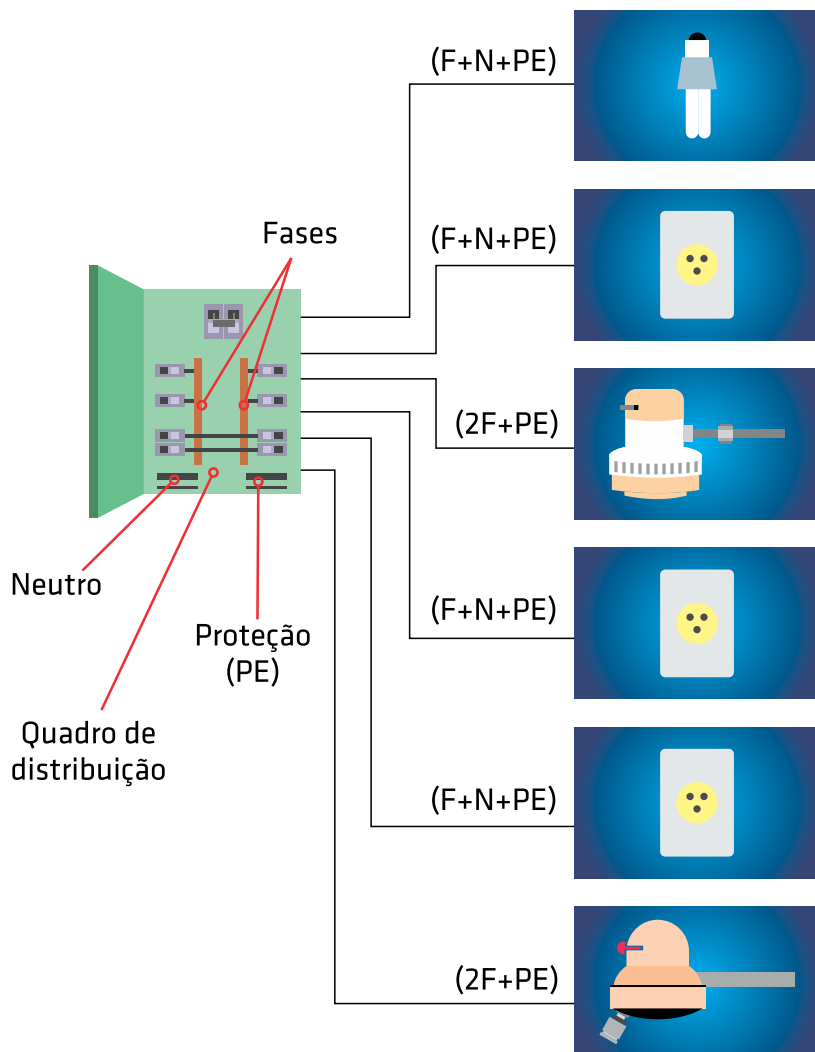 (F+N+PE)
Fases
(F+N+PE)
(2F+PE)
Neutro
(F+N+PE)
Proteção
(PE)
Quadro de
distribuição
(F+N+PE)
(2F+PE)